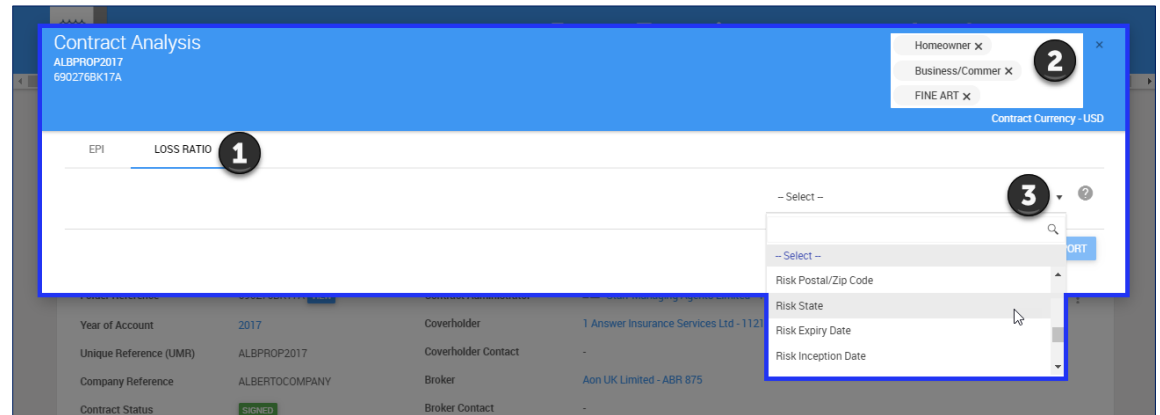 Contract Analysis
ALBPROP2017
690276BK17A
Homeowner ×
Business/Commer ×
FINE ART ×
2
×
Contract Currency - USD
EPI LOSS RATIO 1
-- Select -- 3 ?
-- Select --
Risk Postal/Zip Code
Risk State
Risk Expiry Date
Risk Inception Date
Year of Account 2017 Coverholder 1 Answer Insurance Services Ltd - 1121
Unique Reference (UMR) ALBPROP2017 Coverholder Contact -
Company Reference ALBERTOCOMPANY Broker Aon UK Limited - ABR 875
Contract Status SIGNED Broker Contact -